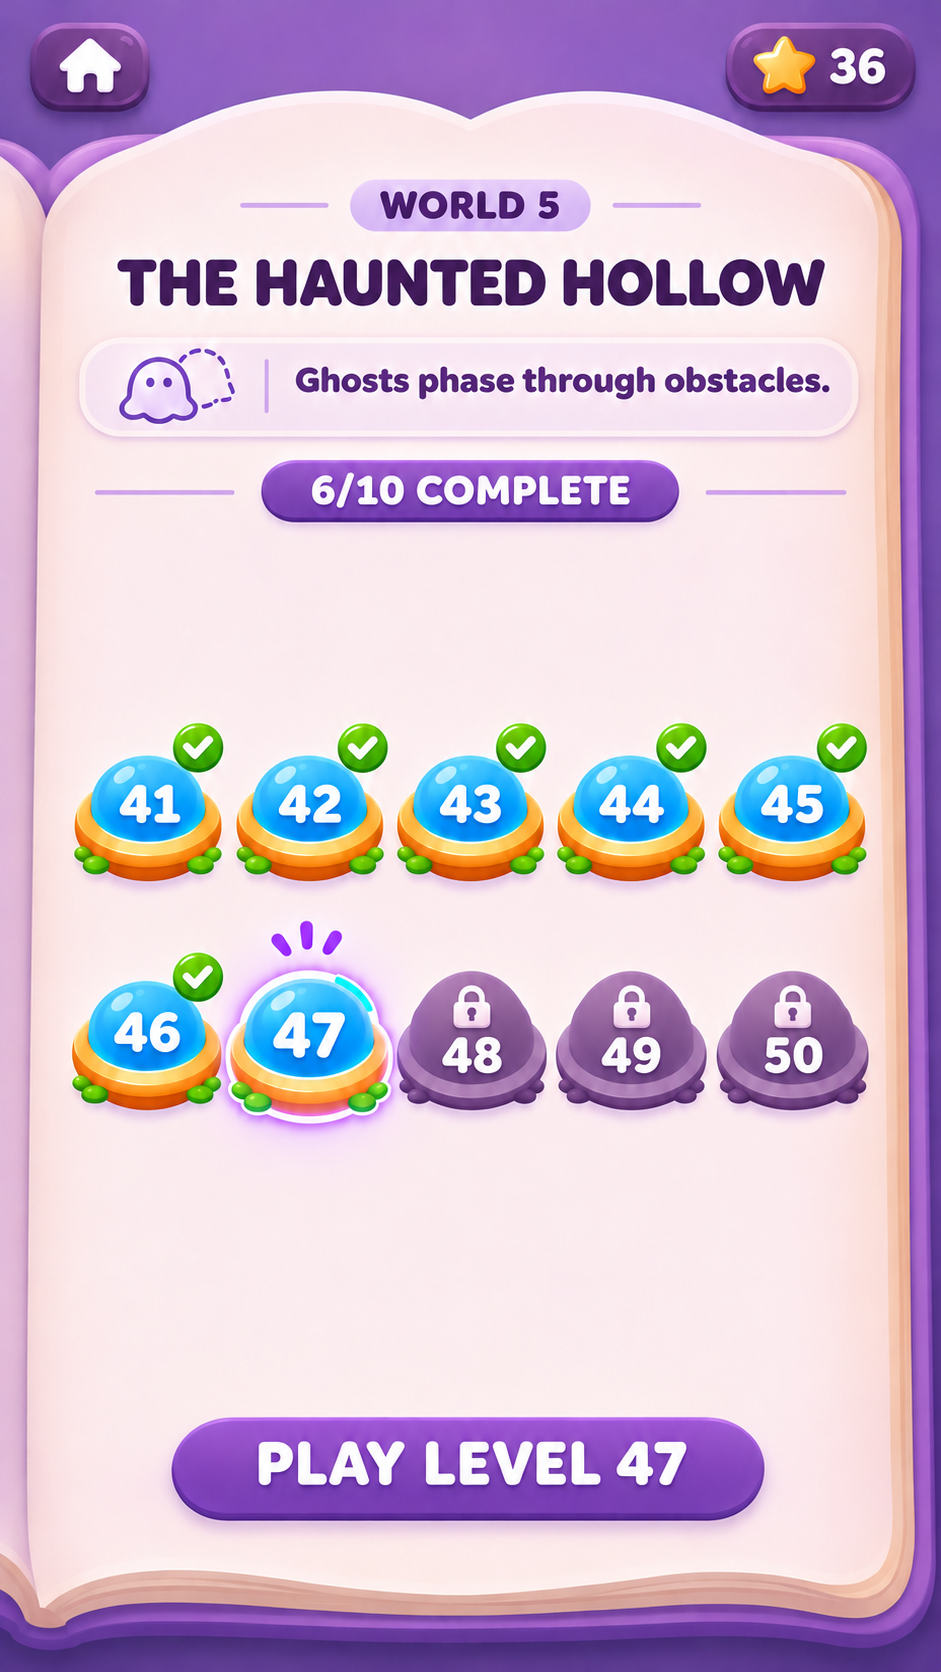 36
WORLD 5
THE HAUNTED HOLLOW
Ghosts phase through obstacles.
6/10 COMPLETE
41 42 43 44 45
46 47 48 49 50
PLAY LEVEL 47